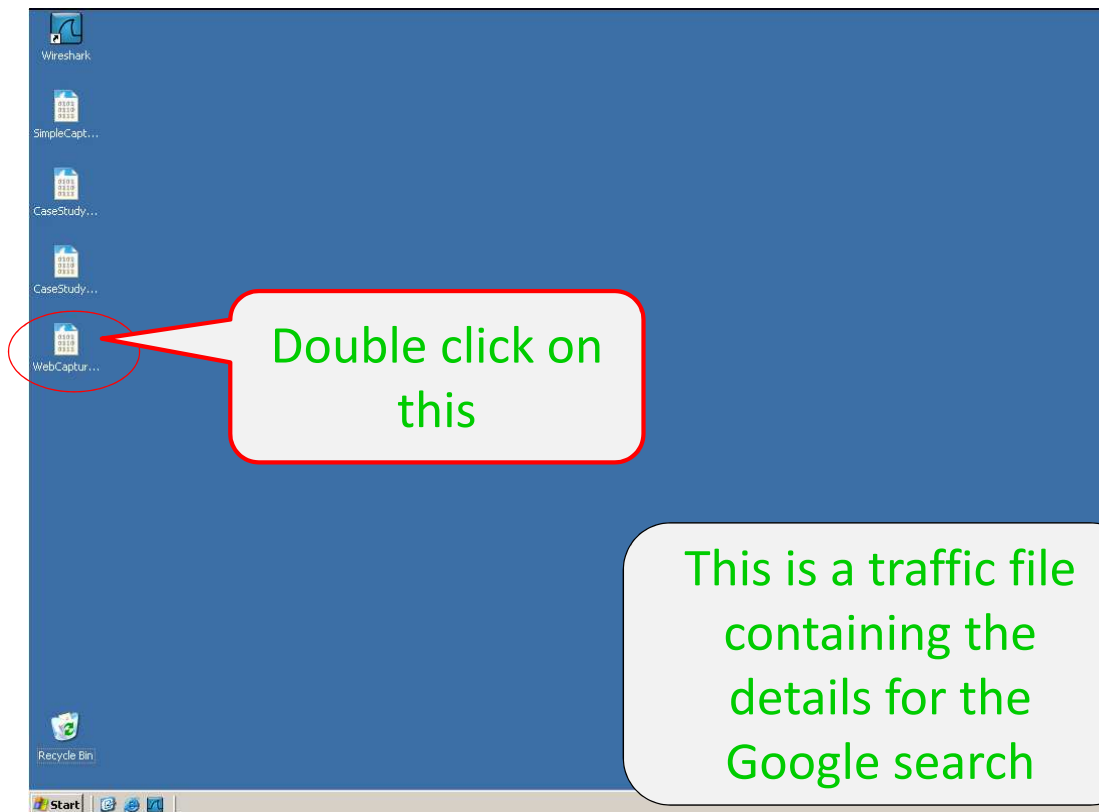 Wireshark
SimpleCapt...
CaseStudy...
CaseStudy...
WebCaptur...
Double click on
this
This is a traffic file
containing the
details for the
Google search
Recycle Bin
Start